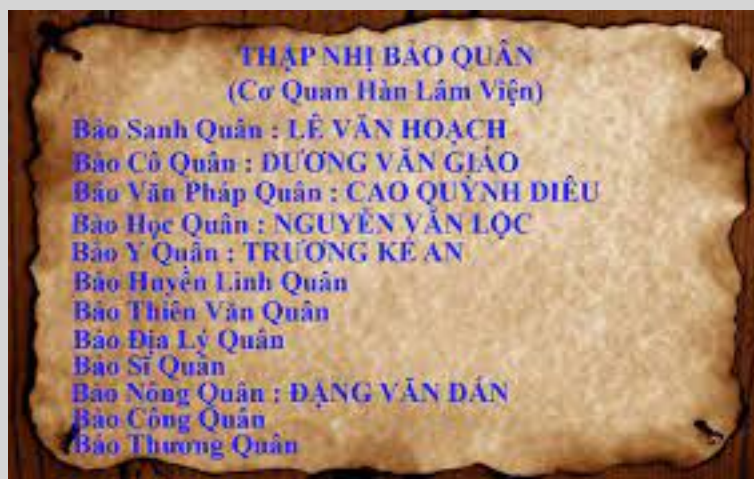 THẬP NHỊ BẢO QUÂN
(Cơ Quan Hàn Lâm Viện)
Bảo Sanh Quân : LÊ VĂN HOẠCH
Bảo Cô Quân : DƯƠNG VĂN GIÁO
Bảo Văn Pháp Quân : CAO QUỲNH DIÊU
Bảo Học Quân : NGUYỄN VĂN LỘC
Bảo Y Quân : TRƯƠNG KẾ AN
Bảo Huyền Linh Quân
Bảo Thiên Văn Quân
Bảo Địa Lý Quân
Bảo Sĩ Quân
Bảo Nông Quân : ĐẶNG VĂN DẦN
Bảo Công Quân
Bảo Thương Quân